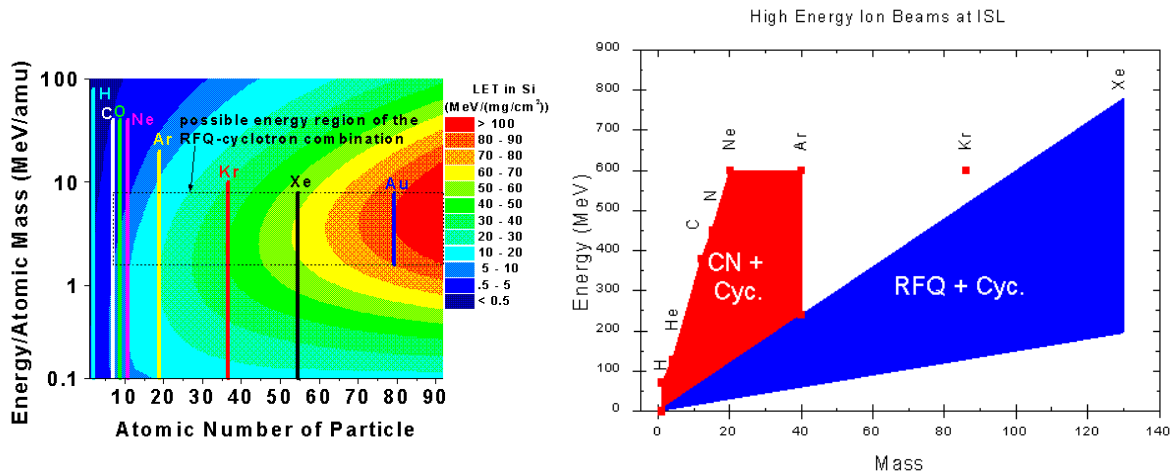 High Energy Ion Beams at ISL
100
10
1
0.1
Energy/Atomic Mass (MeV/amu)
H
C
O
Ne
Ar
Kr
Xe
Au
possible energy region of the
RFQ-cyclotron combination
10 20 30 40 50 60 70 80 90
Atomic Number of Particle
LET in Si
(MeV/(mg/cm²))
> 100
80 - 90
70 - 80
60 - 70
50 - 60
40 - 50
30 - 40
20 - 30
10 - 20
5 - 10
.5 - 5
< 0.5
900
800
700
600
500
400
300
200
100
0
Energy (MeV)
H
He
C
N
Ne
Ar
Kr
Xe
CN +
Cyc.
RFQ + Cyc.
0 20 40 60 80 100 120 140
Mass